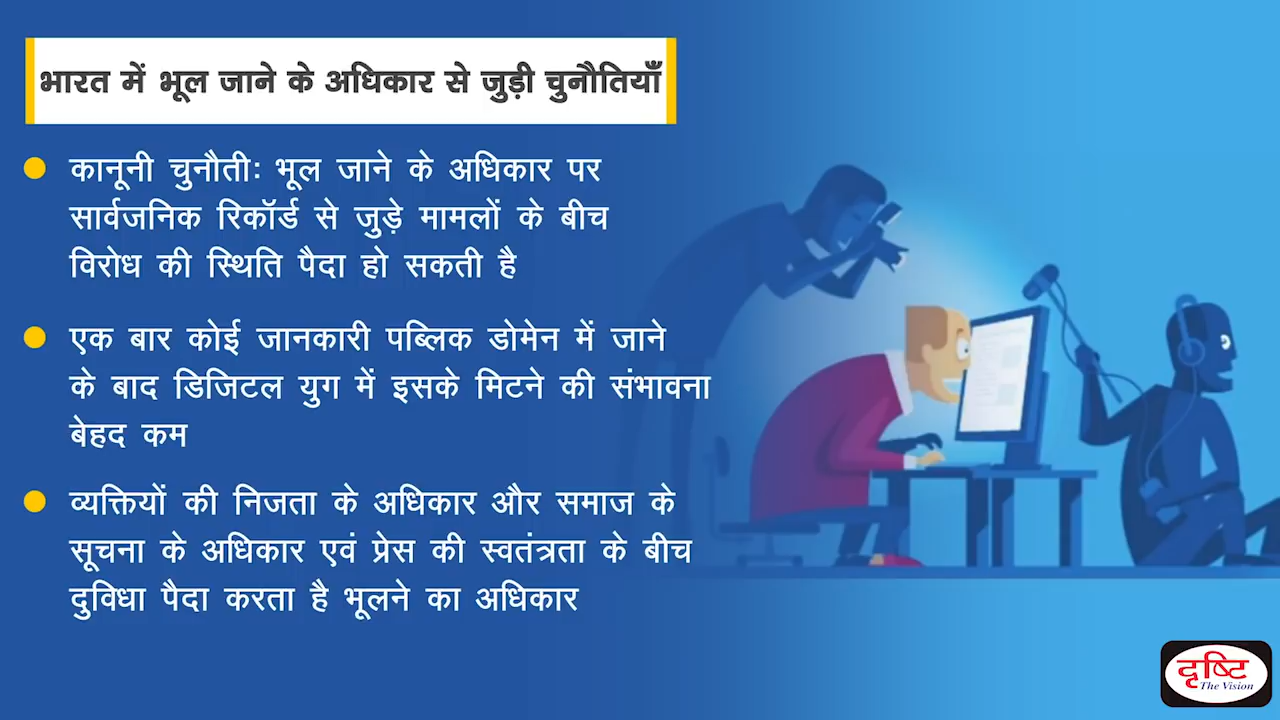 भारत में भूल जाने के अधिकार से जुड़ी चुनौतियाँ
कानूनी चुनौती: भूल जाने के अधिकार पर
सार्वजनिक रिकॉर्ड से जुड़े मामलों के बीच
विरोध की स्थिति पैदा हो सकती है
एक बार कोई जानकारी पब्लिक डोमेन में जाने
के बाद डिजिटल युग में इसके मिटने की संभावना
बेहद कम
व्यक्तियों की निजता के अधिकार और समाज के
सूचना के अधिकार एवं प्रेस की स्वतंत्रता के बीच
दुविधा पैदा करता है भूलने का अधिकार
दृष्टि
The Vision